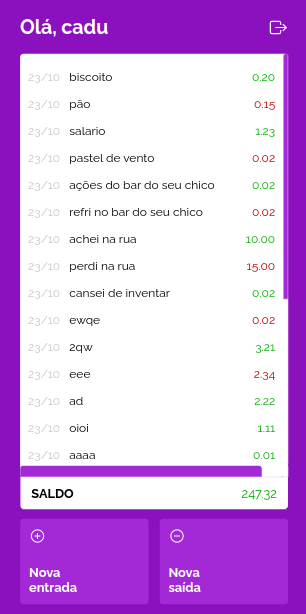 Olá, cadu
23/10 biscoito 0.20
23/10 pão 0.15
23/10 salario 1.23
23/10 pastel de vento 0.02
23/10 ações do bar do seu chico 0.02
23/10 refri no bar do seu chico 0.02
23/10 achei na rua 10.00
23/10 perdi na rua 15.00
23/10 cansei de inventar 0.02
23/10 ewqe 0.02
23/10 2qw 3.21
23/10 eee 2.34
23/10 ad 2.22
23/10 oioi 1.11
23/10 aaaa 0.01
SALDO 247.32
Nova
entrada
Nova
saída